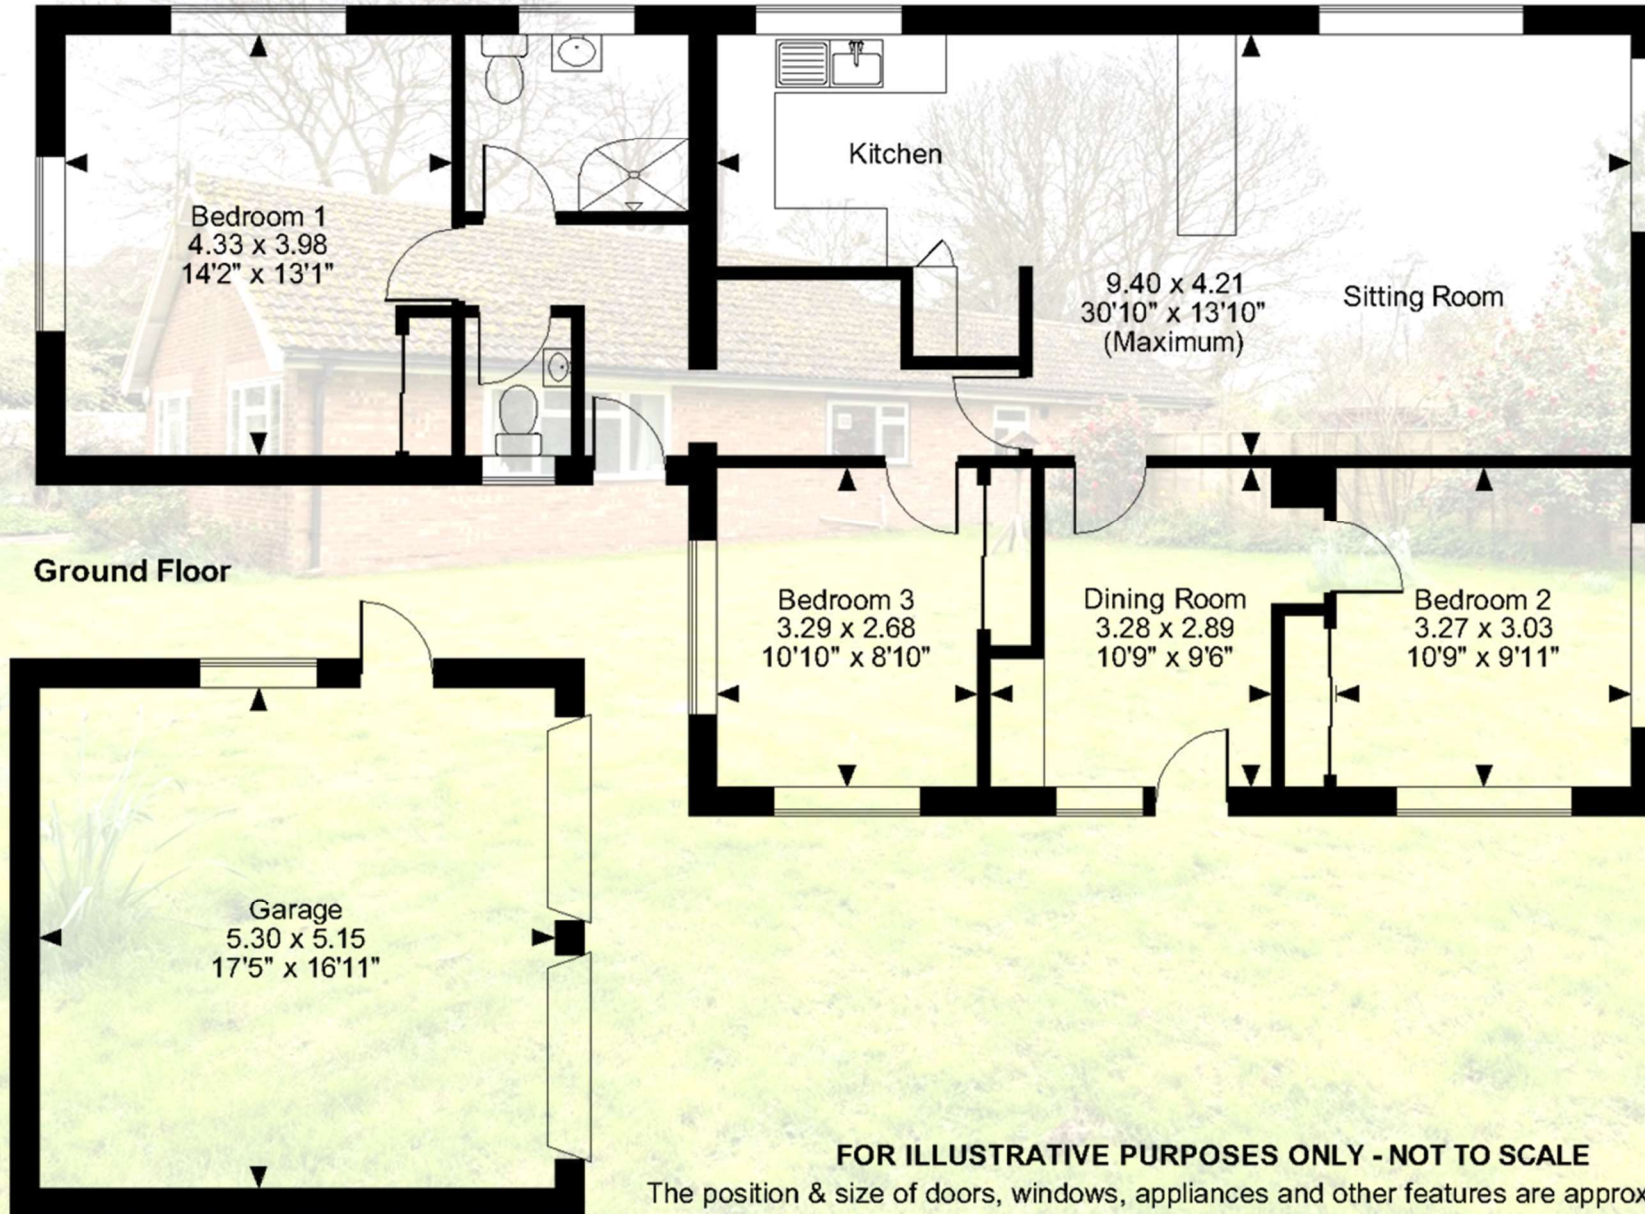 Kitchen
Bedroom 1
4.33 x 3.98
14'2" x 13'1"
9.40 x 4.21
30'10" x 13'10"
(Maximum)
Sitting Room
Ground Floor
Bedroom 3
3.29 x 2.68
10'10" x 8'10"
Dining Room
3.28 x 2.89
10'9" x 9'6"
Bedroom 2
3.27 x 3.03
10'9" x 9'11"
Garage
5.30 x 5.15
17'5" x 16'11"
FOR ILLUSTRATIVE PURPOSES ONLY - NOT TO SCALE
The position & size of doors, windows, appliances and other features are approx